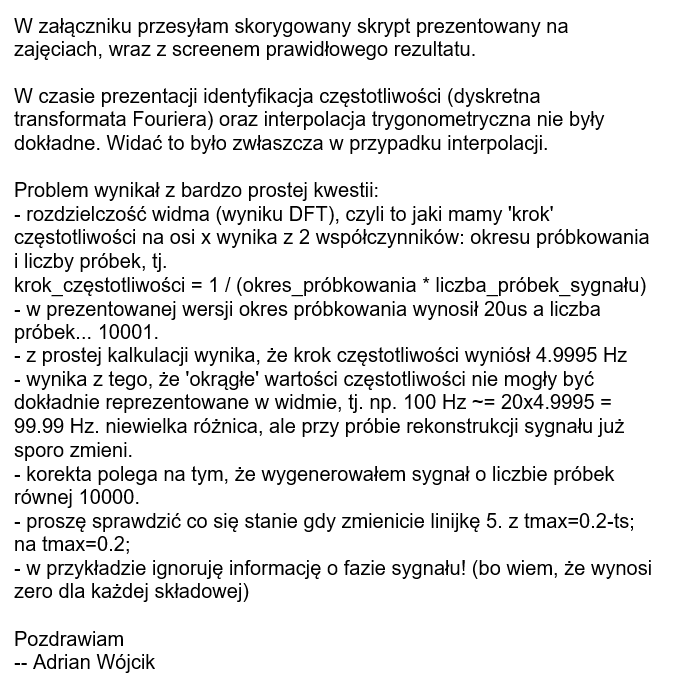 W załączniku przesyłam skorygowany skrypt prezentowany na
zajęciach, wraz z screenem prawidłowego rezultatu.
W czasie prezentacji identyfikacja częstotliwości (dyskretna
transformata Fouriera) oraz interpolacja trygonometryczna nie były
dokładne. Widać to było zwłaszcza w przypadku interpolacji.
Problem wynikał z bardzo prostej kwestii:
- rozdzielczość widma (wyniku DFT), czyli to jaki mamy 'krok'
częstotliwości na osi x wynika z 2 współczynników: okresu próbkowania
i liczby próbek, tj.
krok_częstotliwości = 1 / (okres_próbkowania * liczba_próbek_sygnału)
- w prezentowanej wersji okres próbkowania wynosił 20us a liczba
próbek... 10001.
- z prostej kalkulacji wynika, że krok częstotliwości wyniósł 4.9995 Hz
- wynika z tego, że 'okrągłe' wartości częstotliwości nie mogły być
dokładnie reprezentowane w widmie, tj. np. 100 Hz ~= 20x4.9995 =
99.99 Hz. niewielka różnica, ale przy próbie rekonstrukcji sygnału już
sporo zmieni.
- korekta polega na tym, że wygenerowałem sygnał o liczbie próbek
równej 10000.
- proszę sprawdzić co się stanie gdy zmienicie linijkę 5. z tmax=0.2-ts;
na tmax=0.2;
- w przykładzie ignoruję informację o fazie sygnału! (bo wiem, że wynosi
zero dla każdej składowej)
Pozdrawiam
-- Adrian Wójcik